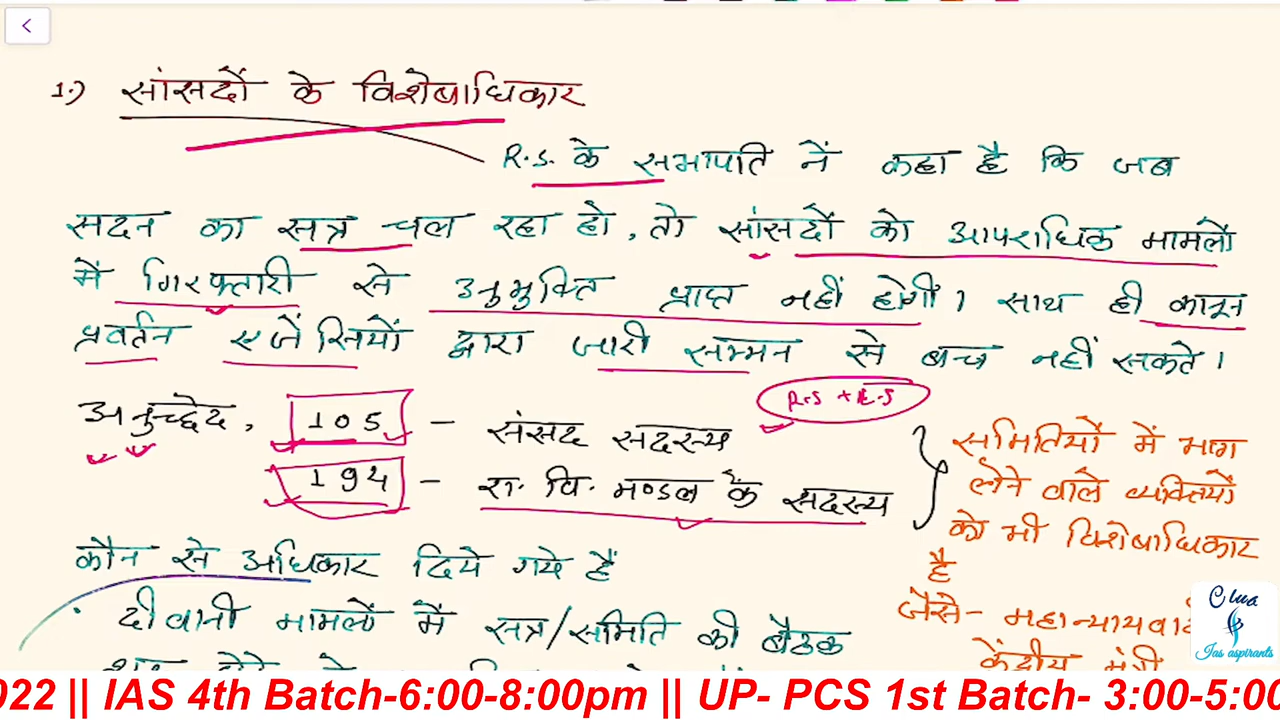 1.) सांसदों के विशेषाधिकार
R.S. के सभापति नें कहा है कि जब
सदन का सत्र चल रहा हो, तो सांसदों को आपराधिक मामलों
में गिरफ्तारी से उनुमुक्ति प्राप्त नहीं होगी। साथ ही कानून
प्रवर्तन एजेंसियों द्वारा जारी सम्मन से बच नहीं सकते।
अनुच्छेद, 105 - संसद सदस्य R.S + L.S
194 - रा. वि. मण्डल के सदस्य
समितियों में भाग
लेने वाले व्यक्तियों
को भी विशेषाधिकार
है
जैसे - महान्यायवादी
केंद्रीय मंत्री
कौन से अधिकार दिये गये हैं
दीवानी मामलों में सत्र/समिति की बैठक
Clua
Ias aspirants
2022 || IAS 4th Batch-6:00-8:00pm || UP- PCS 1st Batch- 3:00-5:00